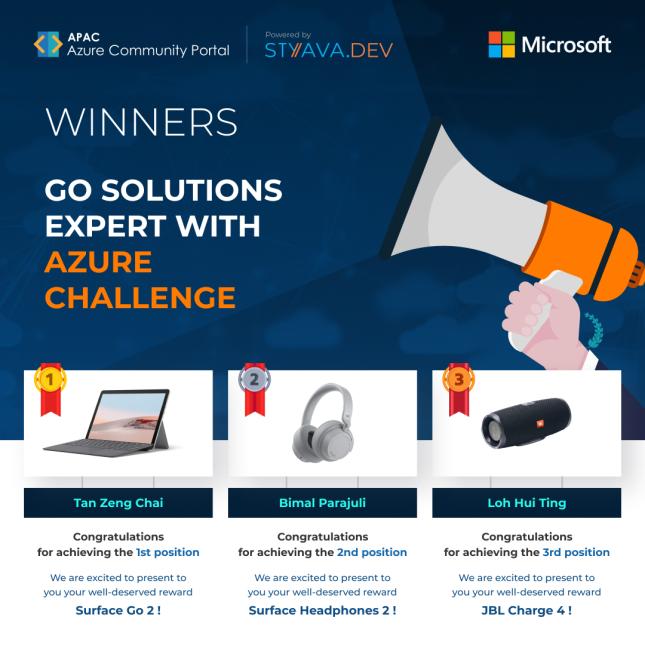 APAC
Azure Community Portal
Powered by
STYAVA.DEV
Microsoft
WINNERS
GO SOLUTIONS
EXPERT WITH
AZURE
CHALLENGE
1
2
3
JBL
Tan Zeng Chai
Bimal Parajuli
Loh Hui Ting
Congratulations
for achieving the 1st position
We are excited to present to
you your well-deserved reward
Surface Go 2 !
Congratulations
for achieving the 2nd position
We are excited to present to
you your well-deserved reward
Surface Headphones 2 !
Congratulations
for achieving the 3rd position
We are excited to present to
you your well-deserved reward
JBL Charge 4 !